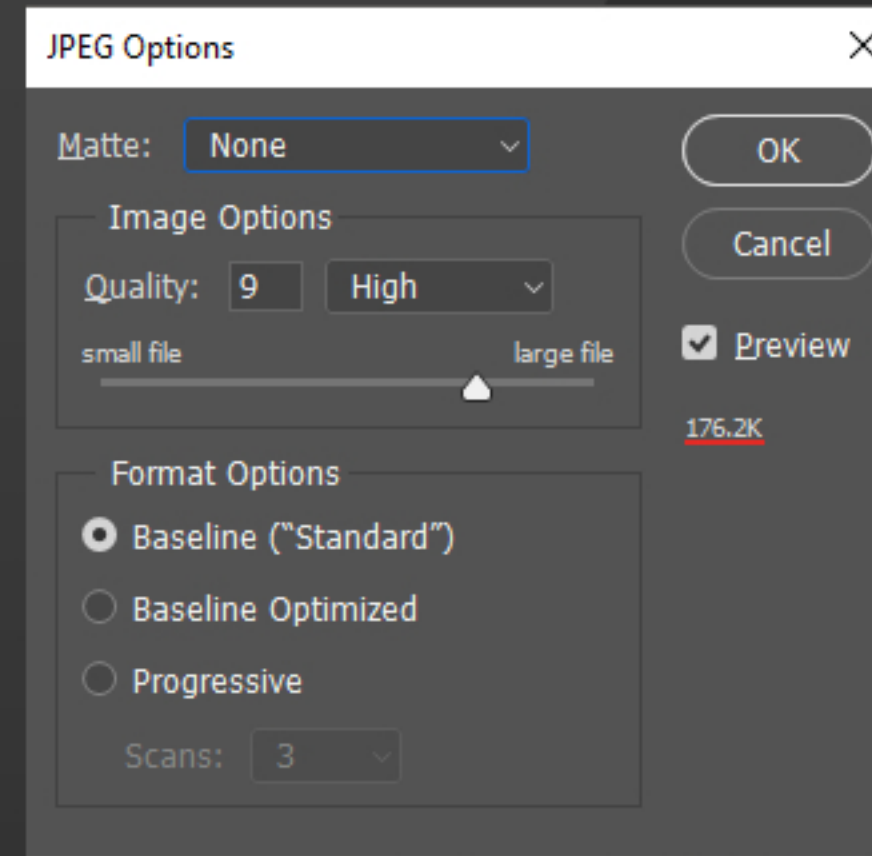 JPEG Options
Matte: None
OK
Image Options
Cancel
Quality: 9 High
small file large file
Preview
176.2K
Format Options
Baseline (“Standard”)
Baseline Optimized
Progressive
Scans: 3